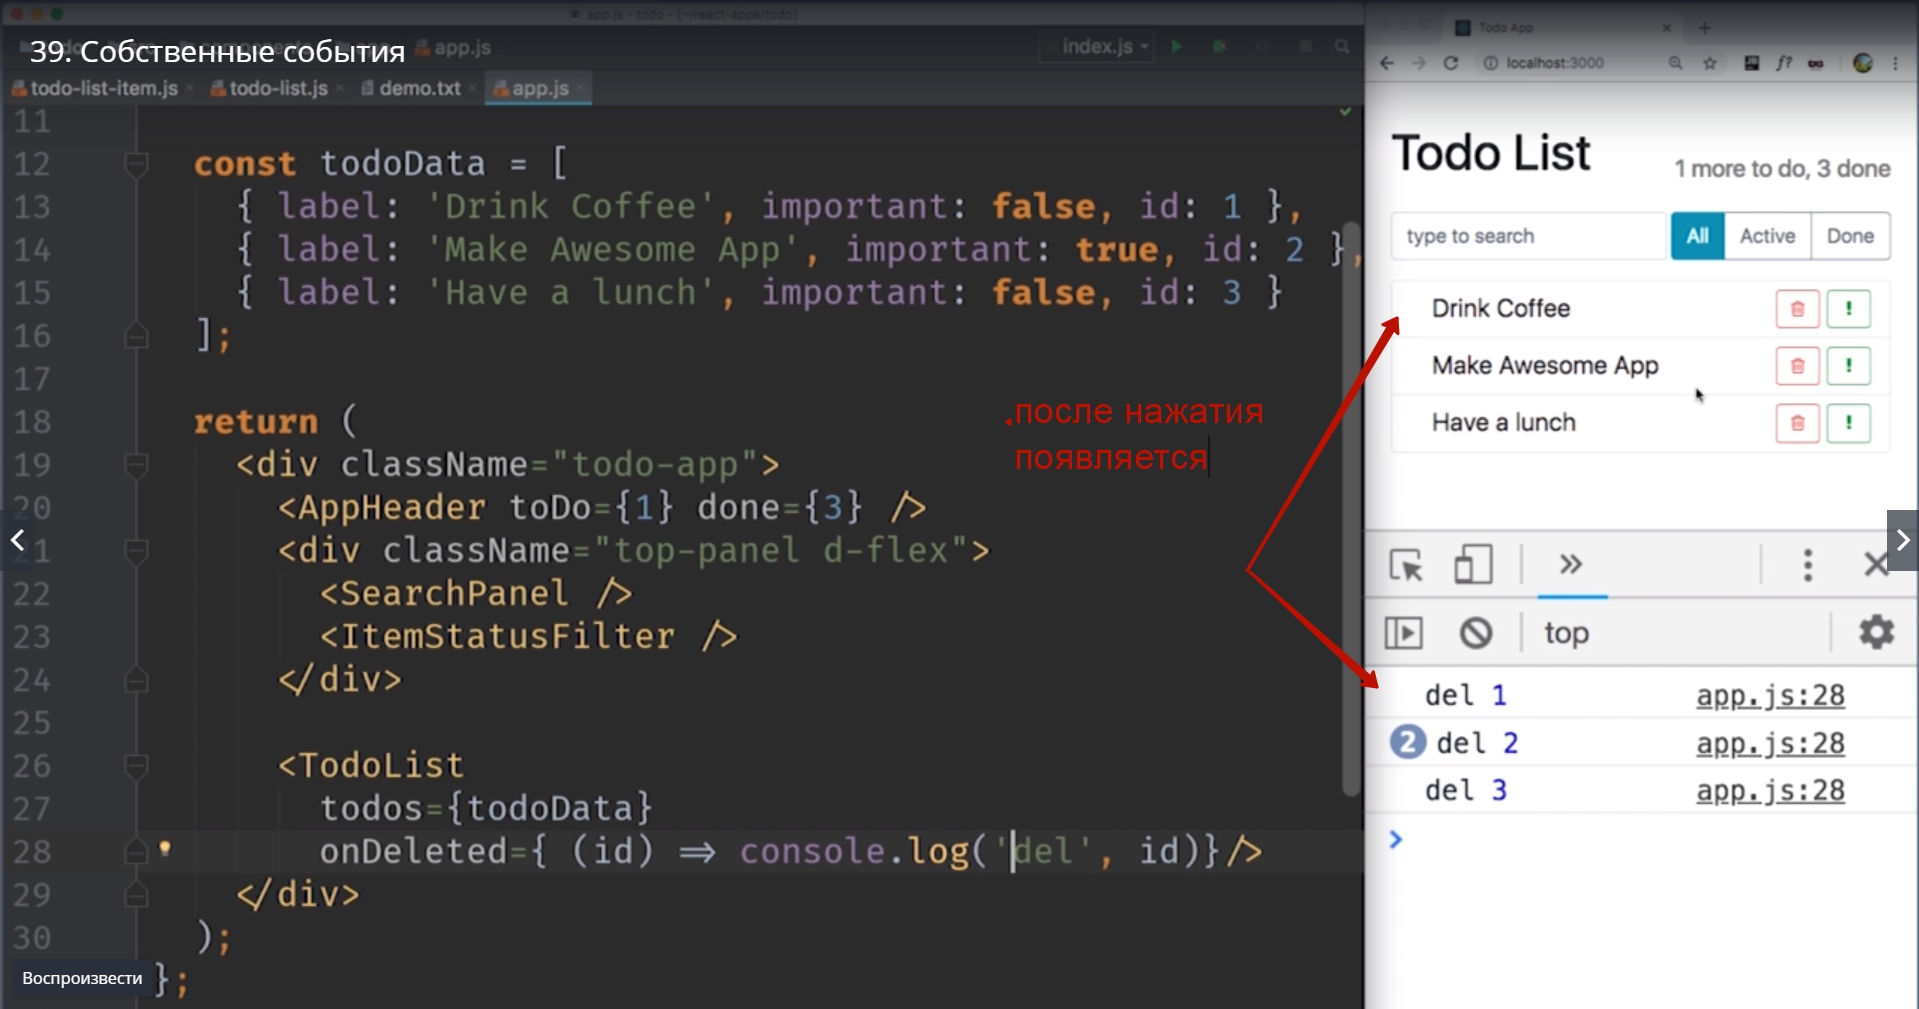 app.js - todo - [~/react-apps/todo]
39. Собственные события
app.js
index.js
todo-list-item.js
todo-list.js
demo.txt
app.js
11
12 const todoData = [
13 { label: 'Drink Coffee', important: false, id: 1 },
14 { label: 'Make Awesome App', important: true, id: 2 },
15 { label: 'Have a lunch', important: false, id: 3 }
16 ];
17
18 return (
19 <div className="todo-app">
20 <AppHeader toDo={1} done={3} />
21 <div className="top-panel d-flex">
22 <SearchPanel />
23 <ItemStatusFilter />
24 </div>
25
26 <TodoList
27 todos={todoData}
28 onDeleted={ (id) => console.log('del', id)}/>
29 </div>
30 );
};
Воспроизвести
после нажатия
появляется
Todo App
localhost:3000
f?
Todo List
1 more to do, 3 done
type to search
All
Active
Done
Drink Coffee
!
Make Awesome App
!
Have a lunch
!
top
del 1 app.js:28
2 del 2 app.js:28
del 3 app.js:28